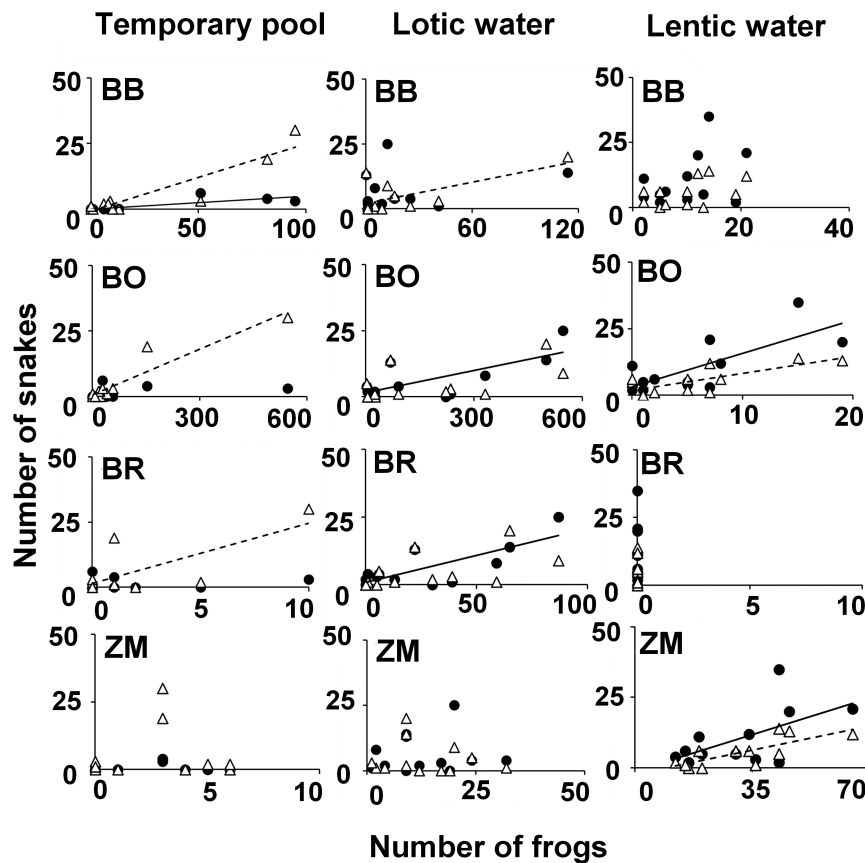 Temporary pool Lotic water Lentic water
50 BB 50 BB 50 BB
25 25 25
0 0 0
0 50 100 0 60 120 0 20 40
50 BO 50 BO 50 BO
25 25 25
0 0 0
0 300 600 0 300 600 0 10 20
50 BR 50 BR 50 BR
25 25 25
0 0 0
0 5 10 0 50 100 0 5 10
50 ZM 50 ZM 50 ZM
25 25 25
0 0 0
0 5 10 0 25 50 0 35 70
Number of snakes
Number of frogs